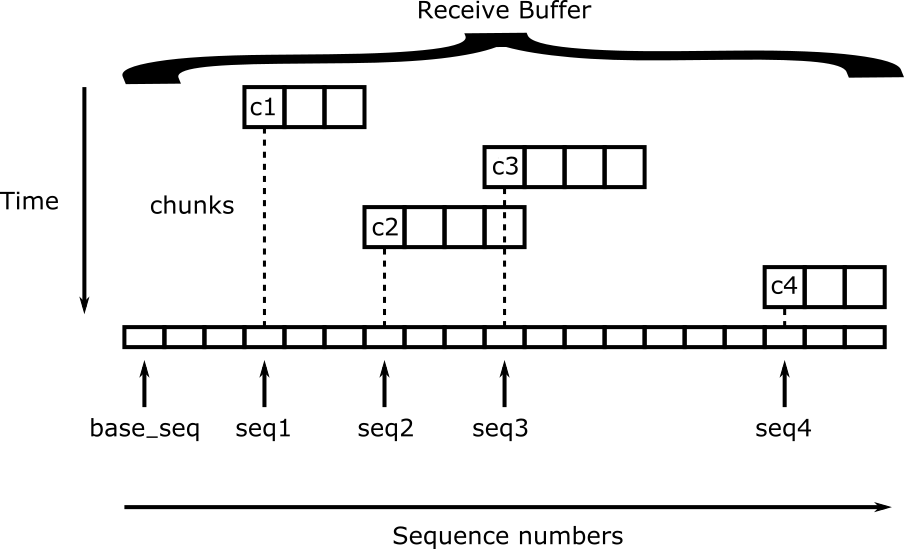 Receive Buffer
c1
c3
Time
chunks
c2
c4
base_seq seq1 seq2 seq3 seq4
Sequence numbers